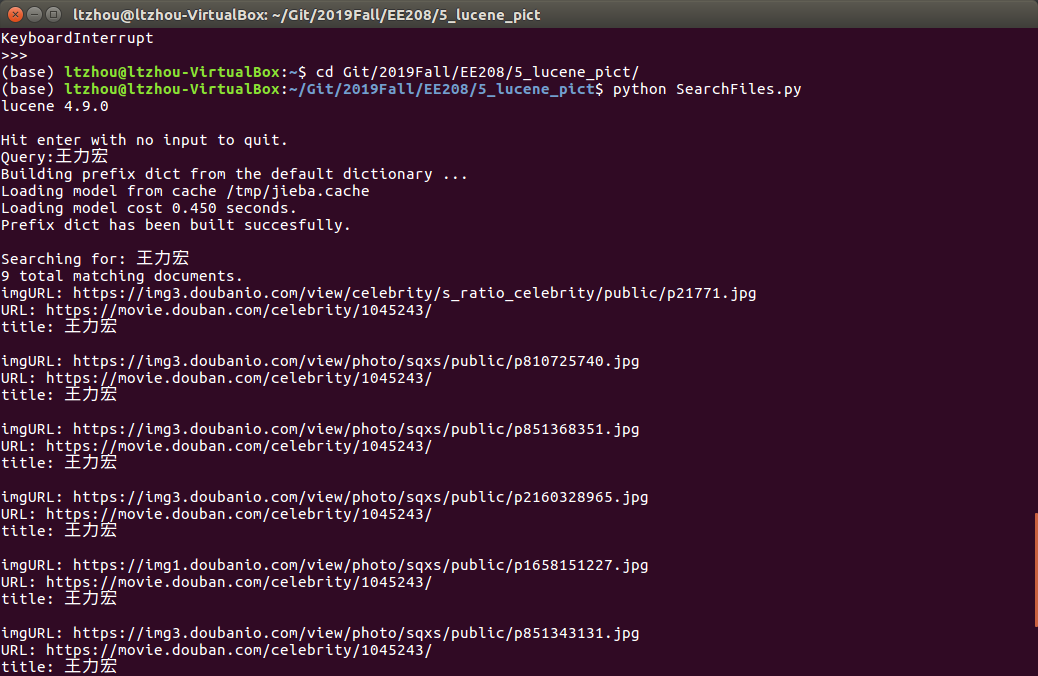 ltzhou@ltzhou-VirtualBox: ~/Git/2019Fall/EE208/5_lucene_pict
KeyboardInterrupt
>>>
(base) ltzhou@ltzhou-VirtualBox:~$ cd Git/2019Fall/EE208/5_lucene_pict/
(base) ltzhou@ltzhou-VirtualBox:~/Git/2019Fall/EE208/5_lucene_pict$ python SearchFiles.py
lucene 4.9.0
Hit enter with no input to quit.
Query:王力宏
Building prefix dict from the default dictionary ...
Loading model from cache /tmp/jieba.cache
Loading model cost 0.450 seconds.
Prefix dict has been built succesfully.
Searching for: 王力宏
9 total matching documents.
imgURL: https://img3.doubanio.com/view/celebrity/s_ratio_celebrity/public/p21771.jpg
URL: https://movie.douban.com/celebrity/1045243/
title: 王力宏
imgURL: https://img3.doubanio.com/view/photo/sqxs/public/p810725740.jpg
URL: https://movie.douban.com/celebrity/1045243/
title: 王力宏
imgURL: https://img3.doubanio.com/view/photo/sqxs/public/p851368351.jpg
URL: https://movie.douban.com/celebrity/1045243/
title: 王力宏
imgURL: https://img3.doubanio.com/view/photo/sqxs/public/p2160328965.jpg
URL: https://movie.douban.com/celebrity/1045243/
title: 王力宏
imgURL: https://img1.doubanio.com/view/photo/sqxs/public/p1658151227.jpg
URL: https://movie.douban.com/celebrity/1045243/
title: 王力宏
imgURL: https://img3.doubanio.com/view/photo/sqxs/public/p851343131.jpg
URL: https://movie.douban.com/celebrity/1045243/
title: 王力宏